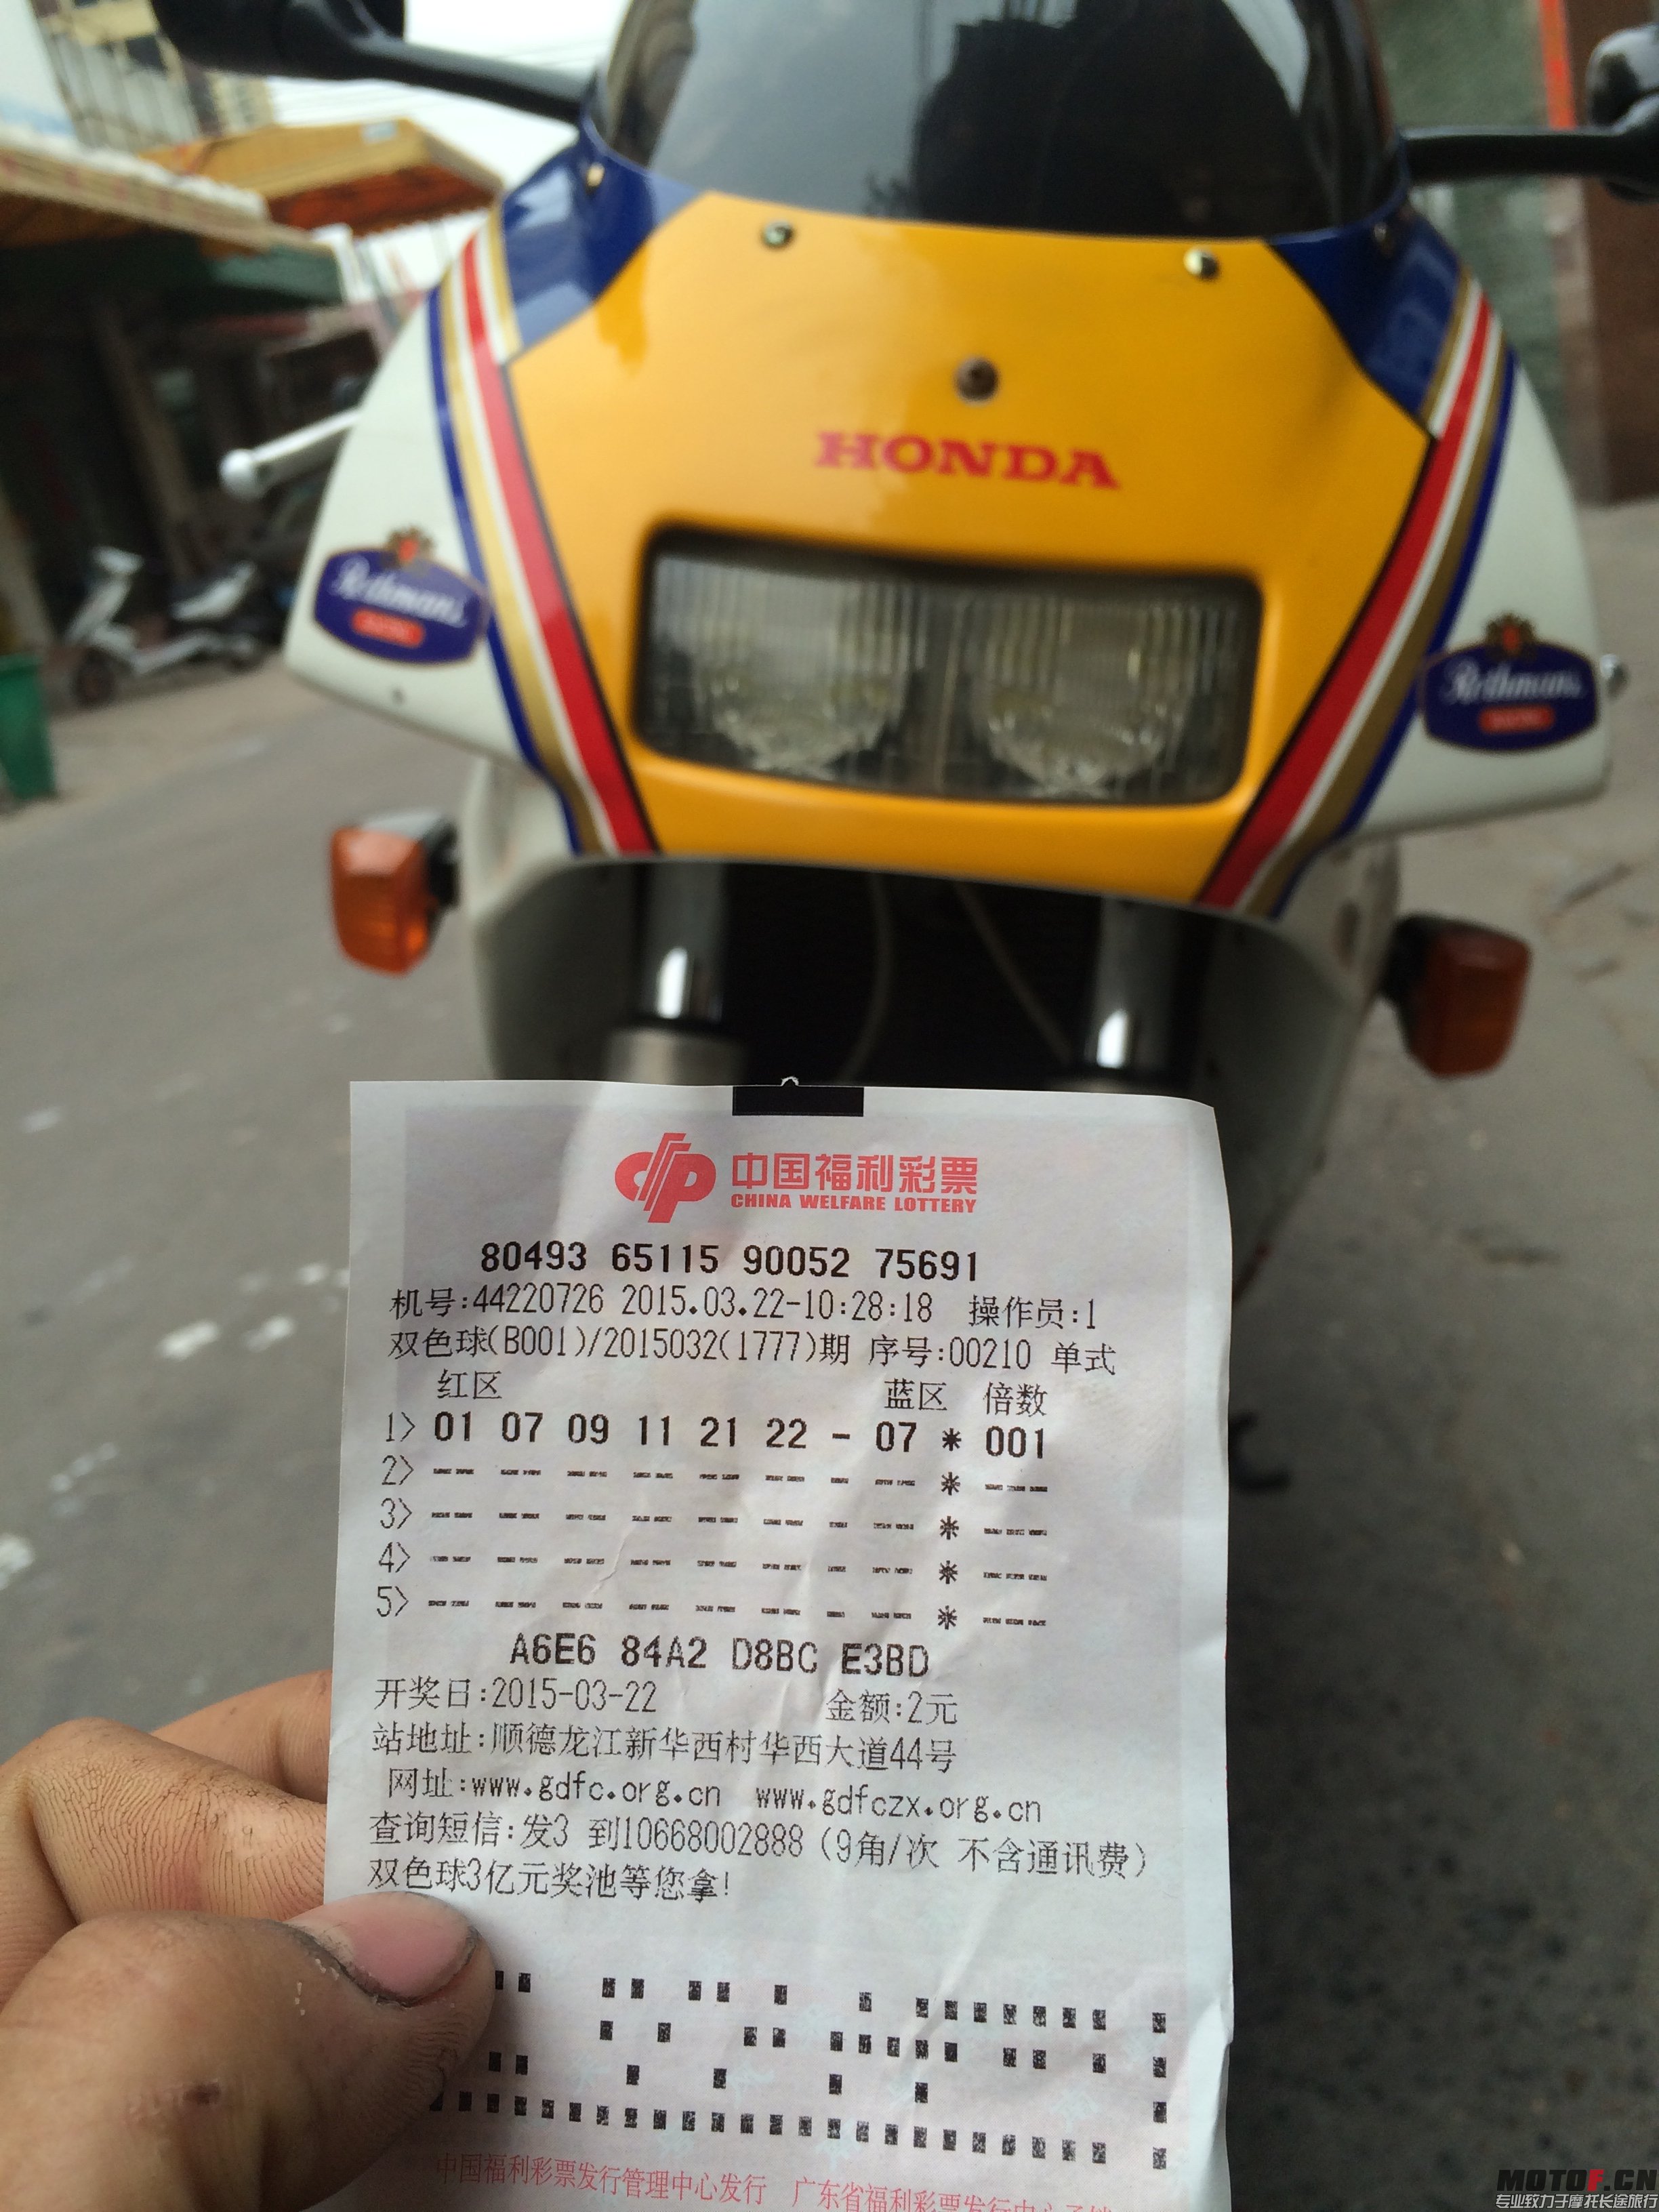 HONDA
Rothmans
Rothmans
中国福利彩票
CHINA WELFARE LOTTERY
80493 65115 90052 75691
机号:44220726 2015.03.22-10:28:18 操作员:1
双色球(B001)/2015032(1777)期 序号:00210 单式
红区 蓝区 倍数
1> 01 07 09 11 21 22 - 07 * 001
2> -- -- -- -- -- -- - -- * ---
3> -- -- -- -- -- -- - -- * ---
4> -- -- -- -- -- -- - -- * ---
5> -- -- -- -- -- -- - -- * ---
A6E6 84A2 D8BC E3BD
开奖日:2015-03-22 金额:2元
站地址:顺德龙江新华西村华西大道44号
网址:www.gdfc.org.cn www.gdfczx.org.cn
查询短信:发3 到10668002888(9角/次 不含通讯费)
双色球3亿元奖池等您拿!
中国福利彩票发行管理中心发行 广东省福利彩票发行中心
MOTOF.CN
专业致力于摩托长途旅行